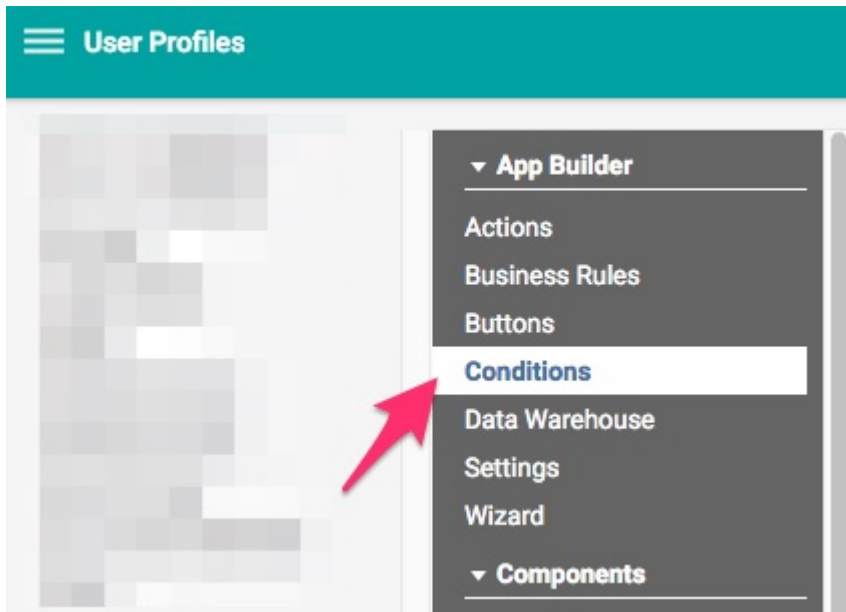 User Profiles
App Builder
Actions
Business Rules
Buttons
Conditions
Data Warehouse
Settings
Wizard
Components